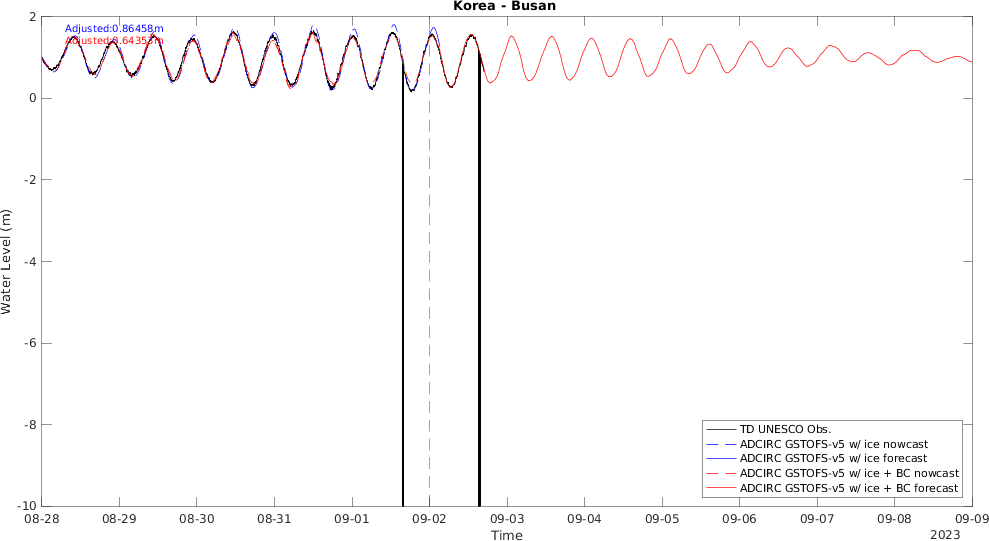 Korea - Busan
Adjusted:0.86458m
Adjusted:0.64353m
Water Level (m)
2
0
-2
-4
-6
-8
-10
TD UNESCO Obs.
ADCIRC GSTOFS-v5 w/ ice nowcast
ADCIRC GSTOFS-v5 w/ ice forecast
ADCIRC GSTOFS-v5 w/ ice + BC nowcast
ADCIRC GSTOFS-v5 w/ ice + BC forecast
08-28 08-29 08-30 08-31 09-01 09-02 09-03 09-04 09-05 09-06 09-07 09-08 09-09
Time
2023